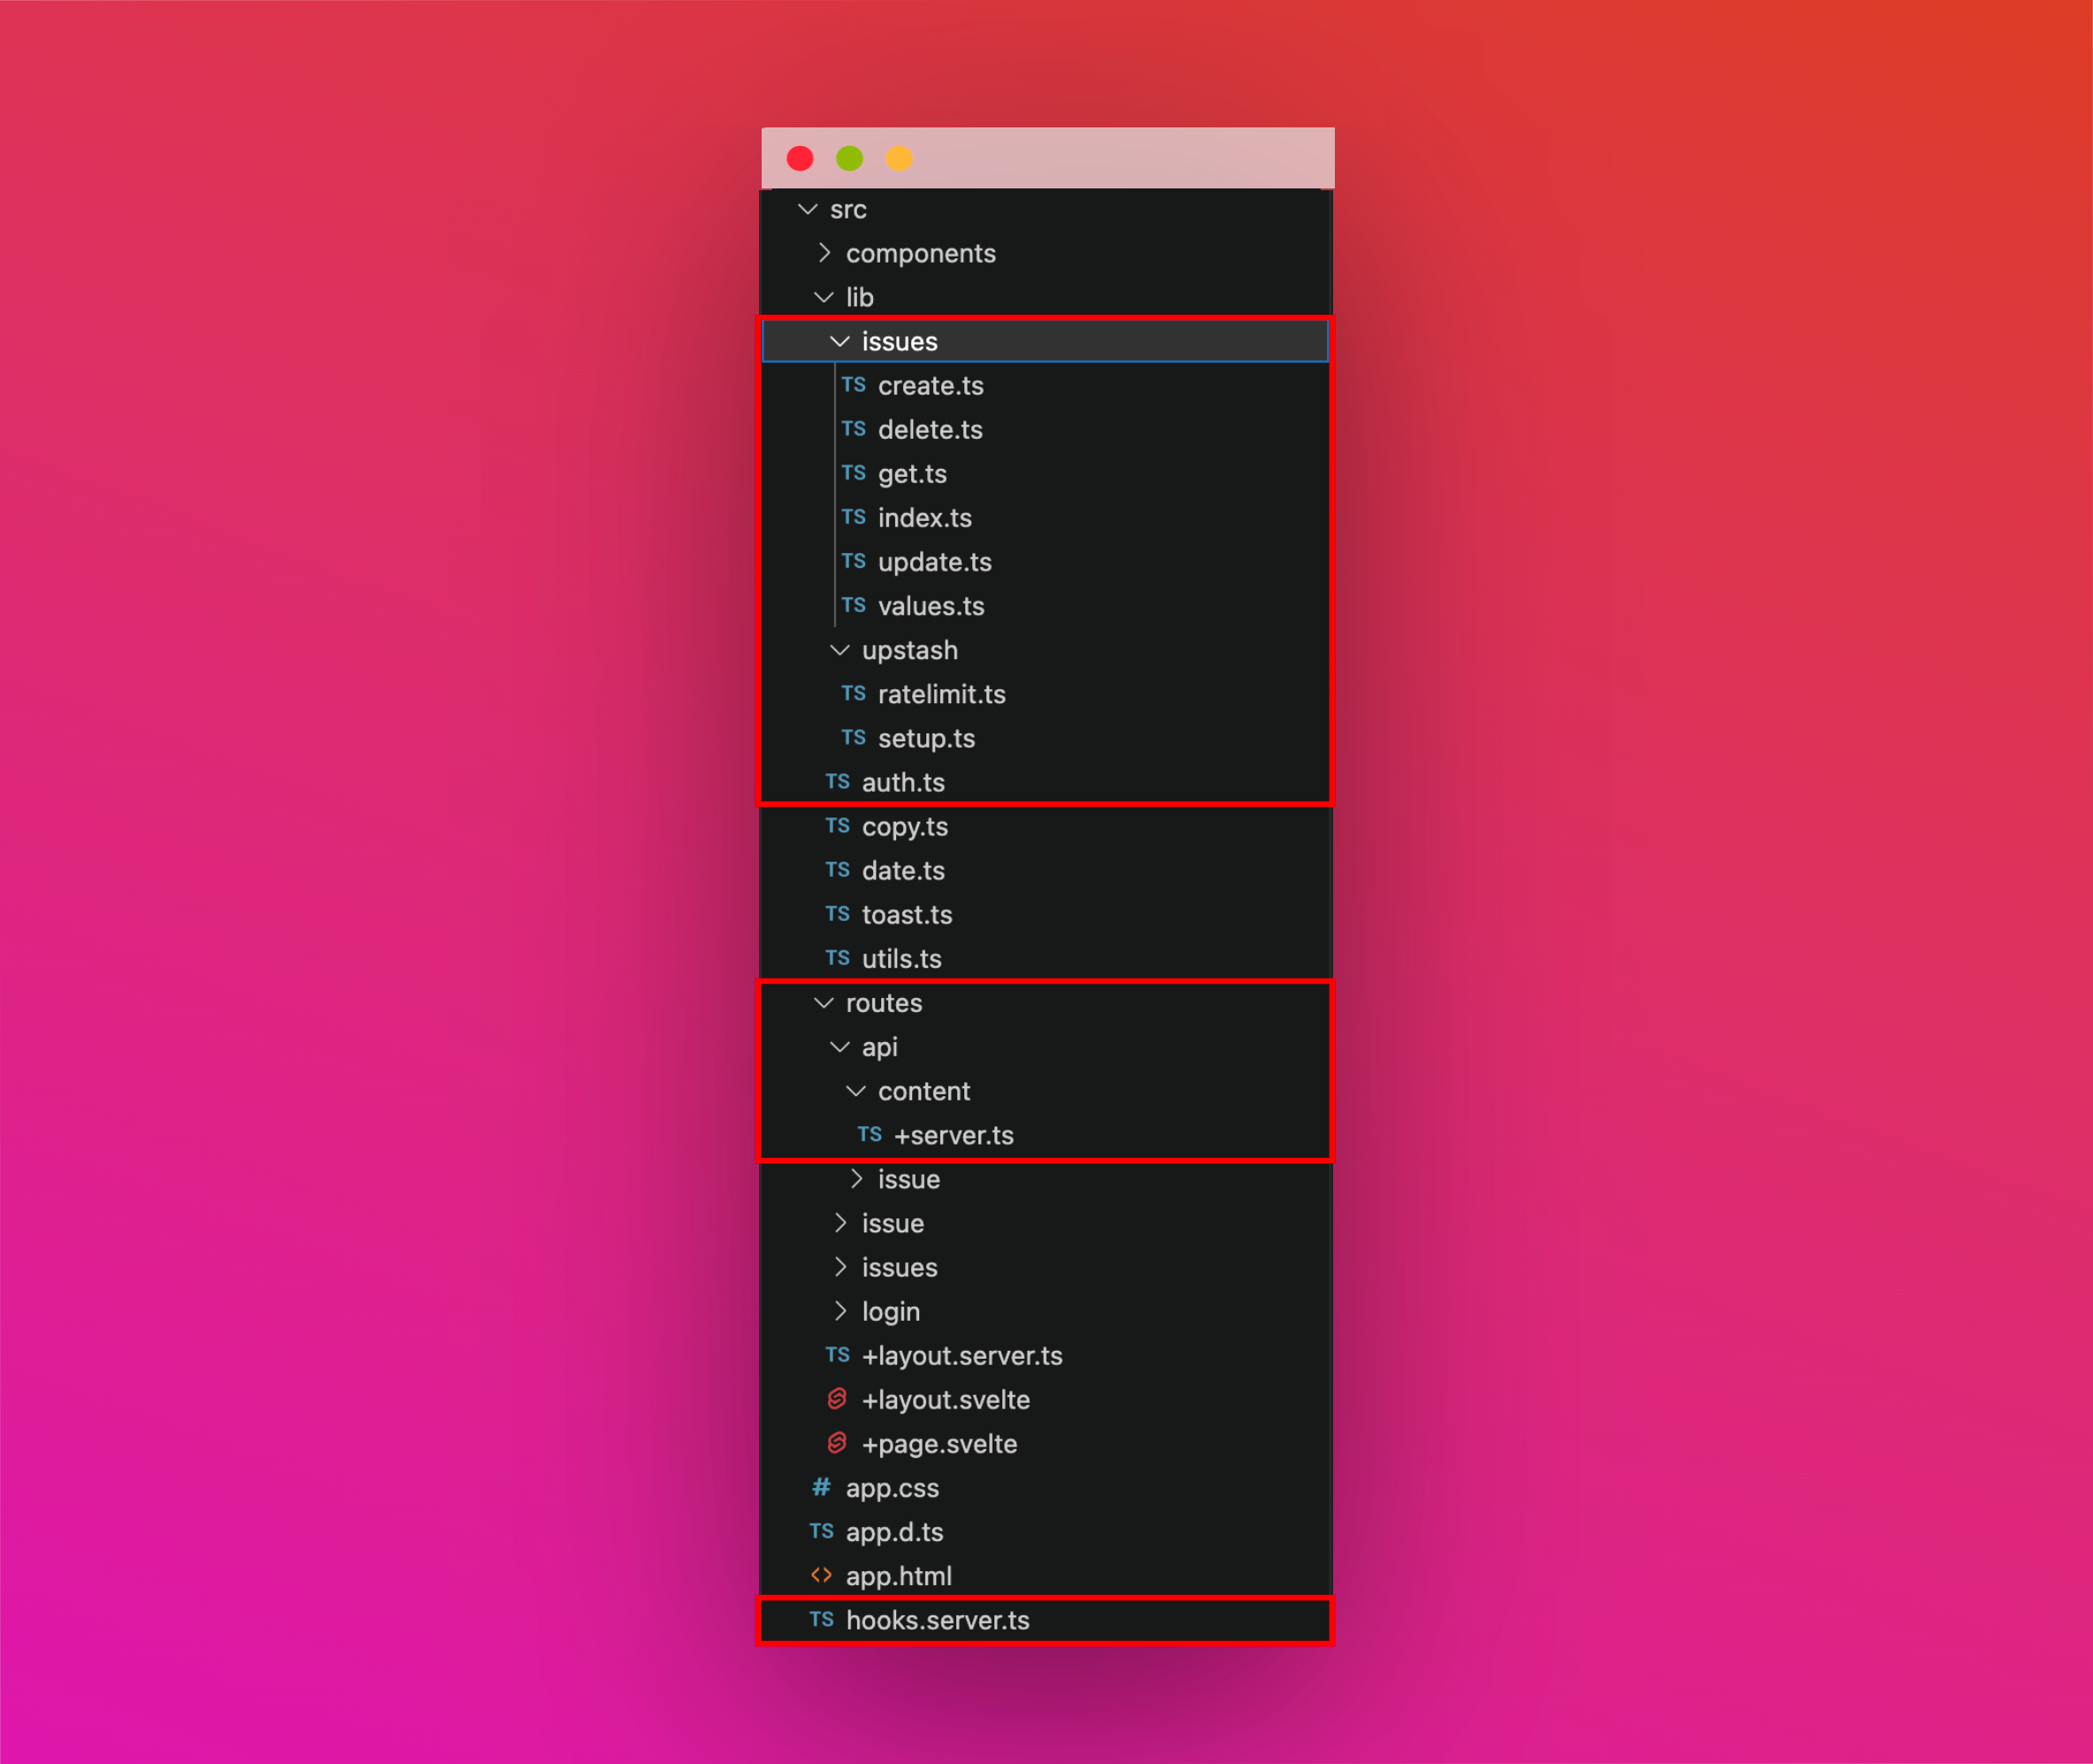 src
components
lib
issues
TS create.ts
TS delete.ts
TS get.ts
TS index.ts
TS update.ts
TS values.ts
upstash
TS ratelimit.ts
TS setup.ts
TS auth.ts
TS copy.ts
TS date.ts
TS toast.ts
TS utils.ts
routes
api
content
TS +server.ts
issue
issue
issues
login
TS +layout.server.ts
+layout.svelte
+page.svelte
# app.css
TS app.d.ts
<> app.html
TS hooks.server.ts